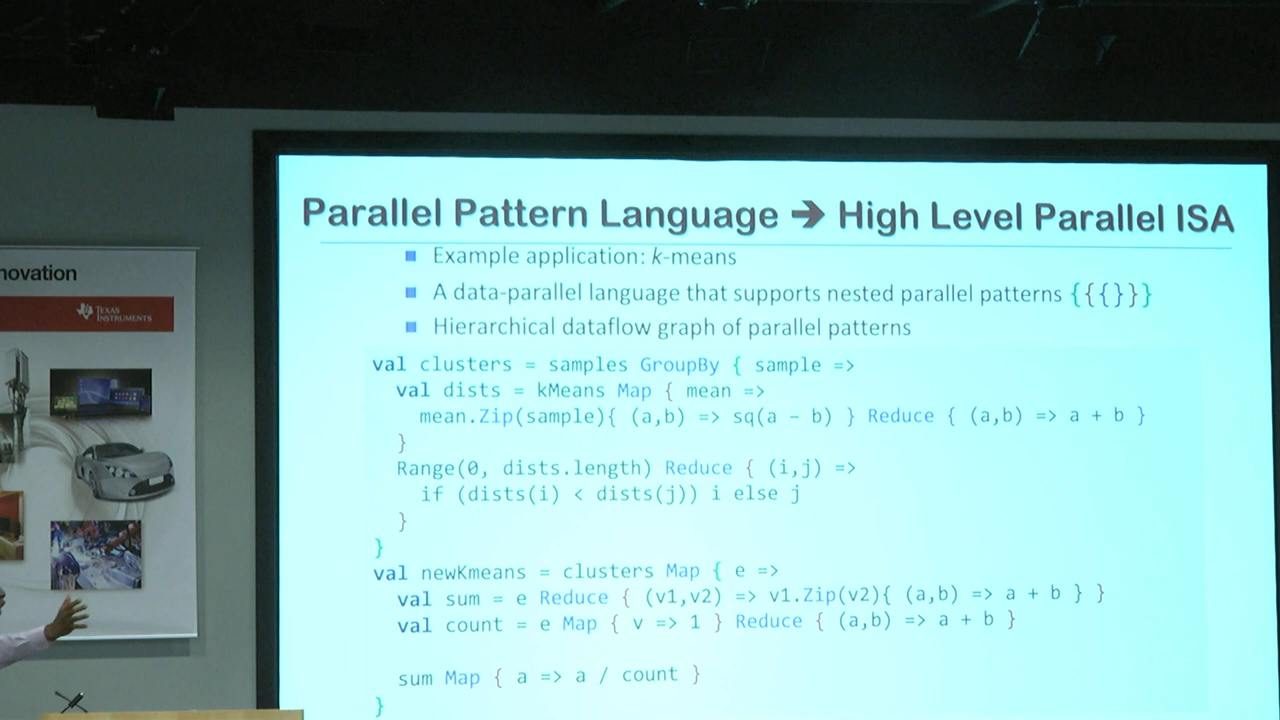 Parallel Pattern Language ➔ High Level Parallel ISA
novation
Texas
Instruments
Example application: k-means
A data-parallel language that supports nested parallel patterns {{{}}}
Hierarchical dataflow graph of parallel patterns
val clusters = samples GroupBy { sample =>
val dists = kMeans Map { mean =>
mean.Zip(sample){ (a,b) => sq(a - b) } Reduce { (a,b) => a + b }
}
Range(0, dists.length) Reduce { (i,j) =>
if (dists(i) < dists(j)) i else j
}
}
val newKmeans = clusters Map { e =>
val sum = e Reduce { (v1,v2) => v1.Zip(v2){ (a,b) => a + b } }
val count = e Map { v => 1 } Reduce { (a,b) => a + b }
sum Map { a => a / count }
}